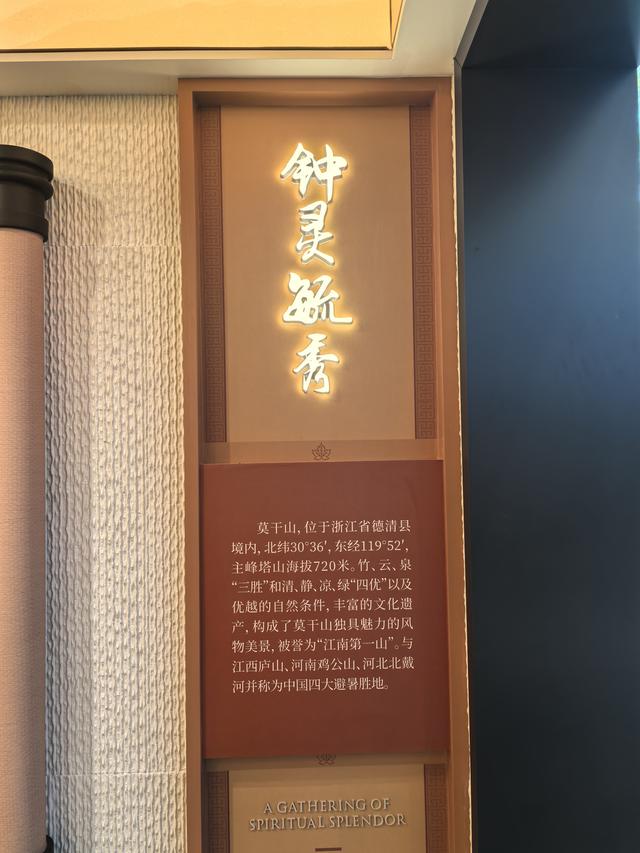 钟灵毓秀
莫干山，位于浙江省德清县
境内，北纬30°36′，东经119°52′，
主峰塔山海拔720米。竹、云、泉
“三胜”和清、静、凉、绿“四优”以及
优越的自然条件，丰富的文化遗
产，构成了莫干山独具魅力的风
物美景，被誉为“江南第一山”。与
江西庐山、河南鸡公山、河北北戴
河并称为中国四大避暑胜地。
A GATHERING OF
SPIRITUAL SPLENDOR